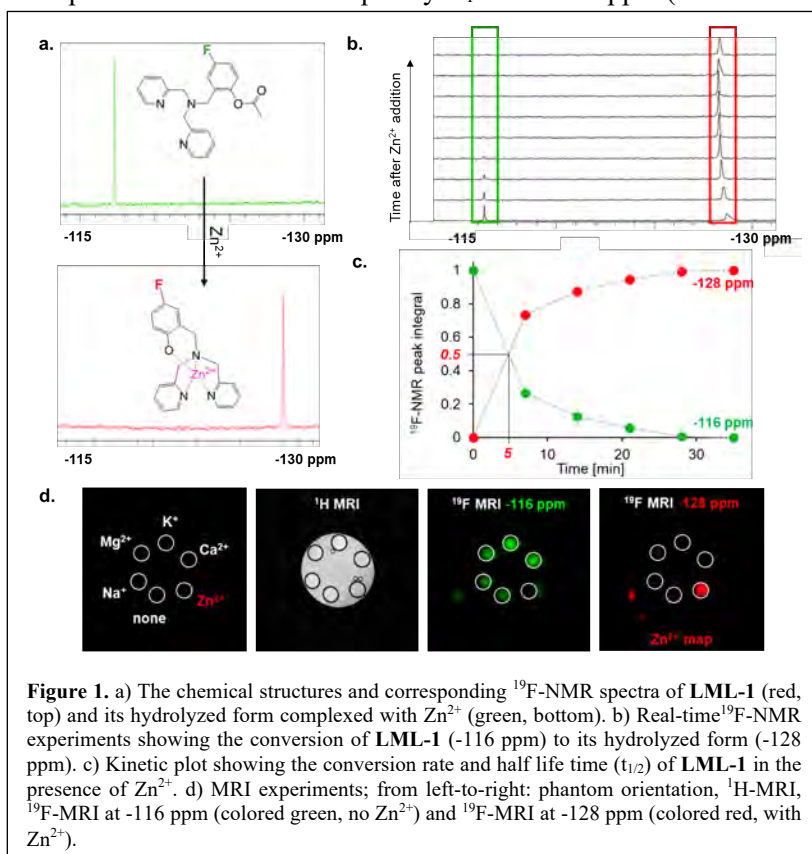 a.
F
N
N
N
O
O
-115
-130 ppm
Zn²⁺
F
O
N
Zn²⁺
N
N
-115
-130 ppm
b.
Time after Zn²⁺ addition
-115
-130 ppm
c.
¹⁹F-NMR peak integral
1
0.8
0.6
0.5
0.4
0.2
0
-128 ppm
-116 ppm
0
5
10
20
30
Time [min]
d.
K⁺
Mg²⁺
Ca²⁺
Na⁺
Zn²⁺
none
¹H MRI
¹⁹F MRI -116 ppm
¹⁹F MRI -128 ppm
Zn²⁺ map
Figure 1. a) The chemical structures and corresponding ¹⁹F-NMR spectra of LML-1 (red,
top) and its hydrolyzed form complexed with Zn²⁺ (green, bottom). b) Real-time¹⁹F-NMR
experiments showing the conversion of LML-1 (-116 ppm) to its hydrolyzed form (-128
ppm). c) Kinetic plot showing the conversion rate and half life time (t₁/₂) of LML-1 in the
presence of Zn²⁺. d) MRI experiments; from left-to-right: phantom orientation, ¹H-MRI,
¹⁹F-MRI at -116 ppm (colored green, no Zn²⁺) and ¹⁹F-MRI at -128 ppm (colored red, with
Zn²⁺).